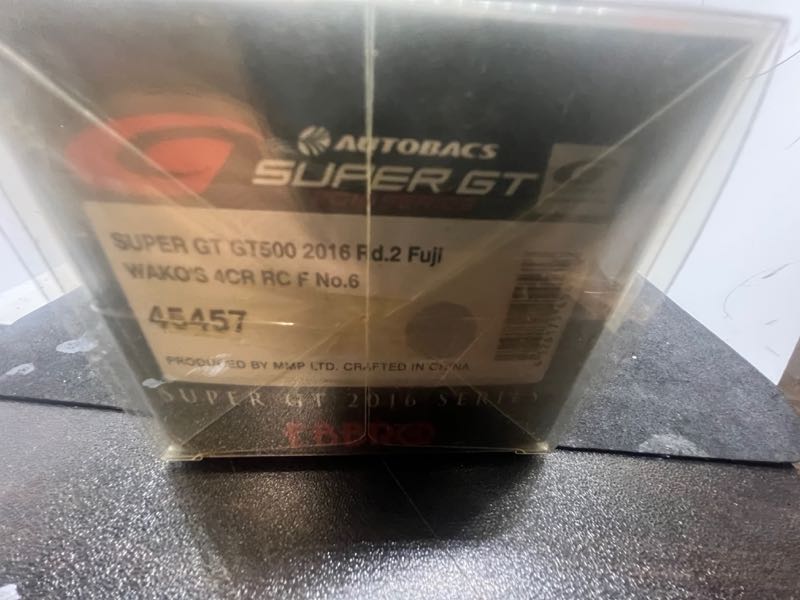 AUTOBACS
SUPER GT
SUPER GT GT500 2016 Rd.2 Fuji
WAKO'S 4CR RC F No.6
45457
PRODUCED BY MMP LTD. CRAFTED IN CHINA
SUPER GT 2016 SERIES
EBBRO